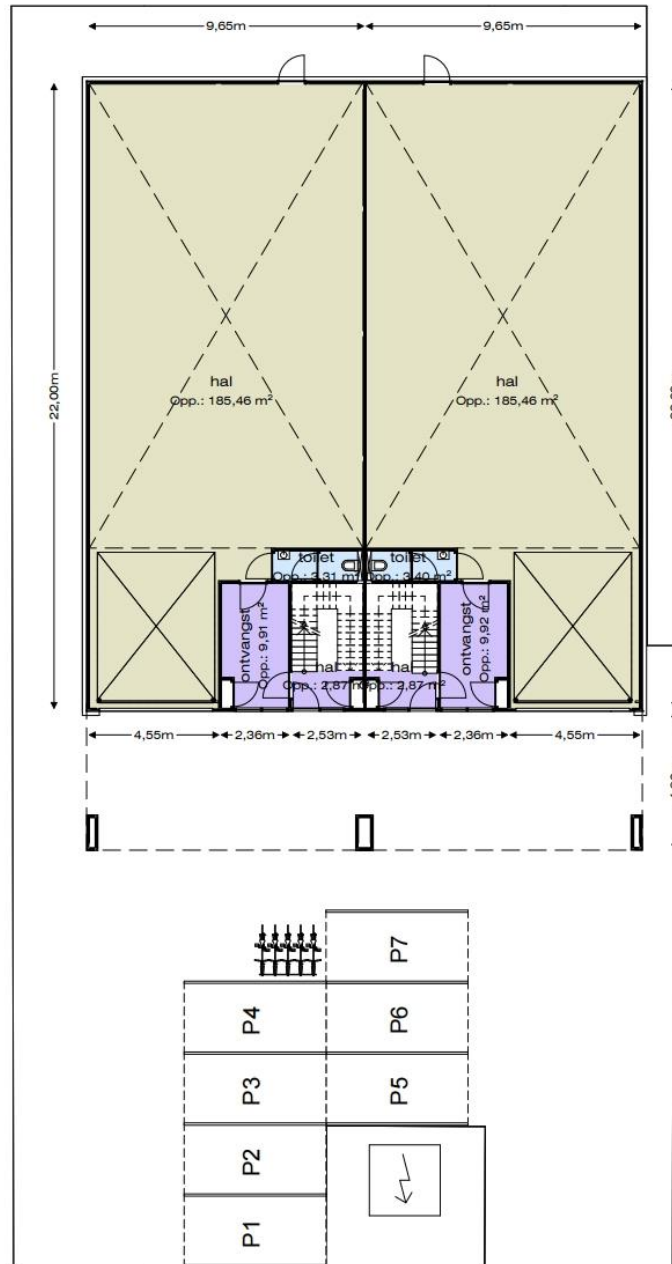 9,65m
9,65m
22,00m
hal
Opp.: 185,46 m²
hal
Opp.: 185,46 m²
toilet
Opp.: 3,31 m²
toilet
Opp.: 3,40 m²
ontvangst
Opp.: 9,91 m²
ontvangst
Opp.: 9,92 m²
hal
Opp.: 2,87 m²
hal
Opp.: 2,87 m²
4,55m
2,36m
2,53m
2,53m
2,36m
4,55m
P7
P4
P6
P3
P5
P2
P1